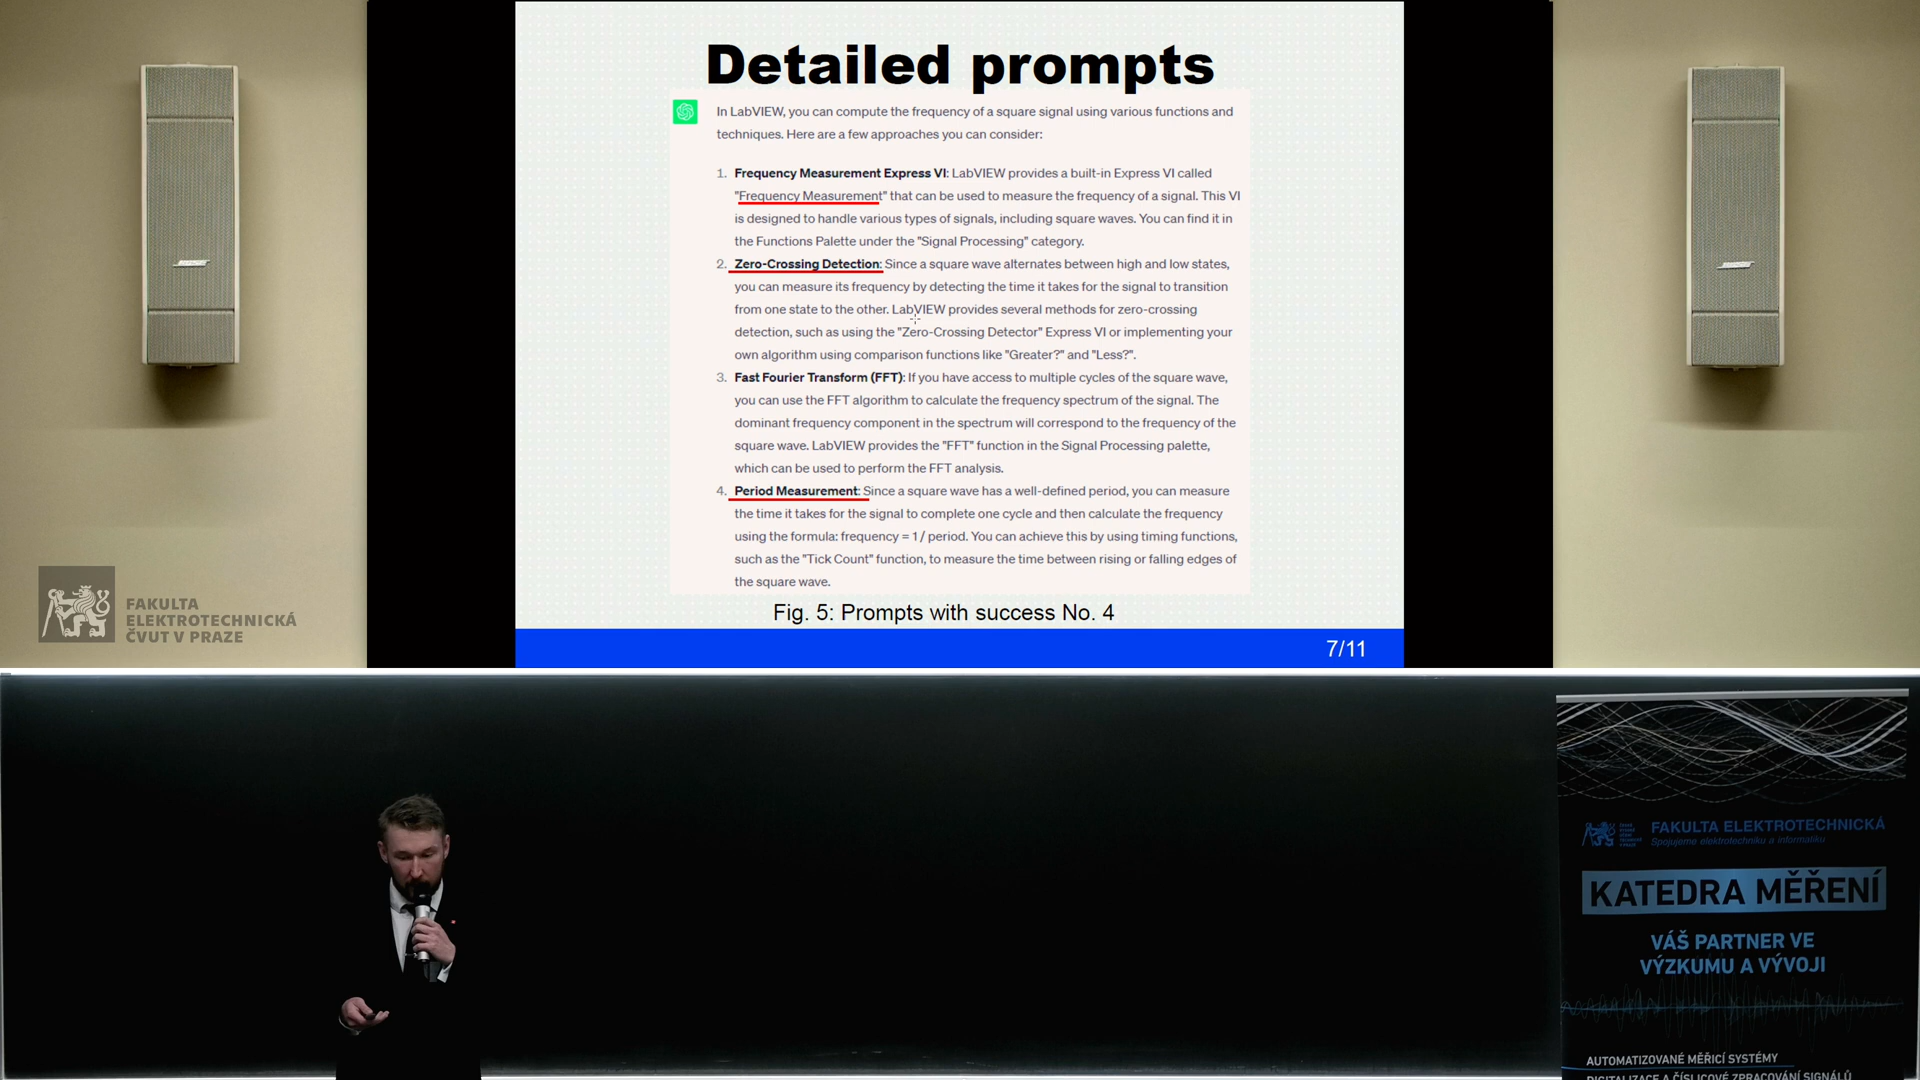 Detailed prompts
In LabVIEW, you can compute the frequency of a square signal using various functions and
techniques. Here are a few approaches you can consider:
1. Frequency Measurement Express VI: LabVIEW provides a built-in Express VI called
"Frequency Measurement" that can be used to measure the frequency of a signal. This VI
is designed to handle various types of signals, including square waves. You can find it in
the Functions Palette under the "Signal Processing" category.
2. Zero-Crossing Detection: Since a square wave alternates between high and low states,
you can measure its frequency by detecting the time it takes for the signal to transition
from one state to the other. LabVIEW provides several methods for zero-crossing
detection, such as using the "Zero-Crossing Detector" Express VI or implementing your
own algorithm using comparison functions like "Greater?" and "Less?".
3. Fast Fourier Transform (FFT): If you have access to multiple cycles of the square wave,
you can use the FFT algorithm to calculate the frequency spectrum of the signal. The
dominant frequency component in the spectrum will correspond to the frequency of the
square wave. LabVIEW provides the "FFT" function in the Signal Processing palette,
which can be used to perform the FFT analysis.
4. Period Measurement: Since a square wave has a well-defined period, you can measure
the time it takes for the signal to complete one cycle and then calculate the frequency
using the formula: frequency = 1 / period. You can achieve this by using timing functions,
such as the "Tick Count" function, to measure the time between rising or falling edges of
the square wave.
Fig. 5: Prompts with success No. 4
7/11
FAKULTA
ELEKTROTECHNICKÁ
ČVUT V PRAZE
FAKULTA ELEKTROTECHNICKÁ
Spojujeme elektrotechniku a informatiku
KATEDRA MĚŘENÍ
VÁŠ PARTNER VE
VÝZKUMU A VÝVOJI
AUTOMATIZOVANÉ MĚŘICÍ SYSTÉMY
DIGITALIZACE A ČÍSLICOVÉ ZPRACOVÁNÍ SIGNÁLŮ